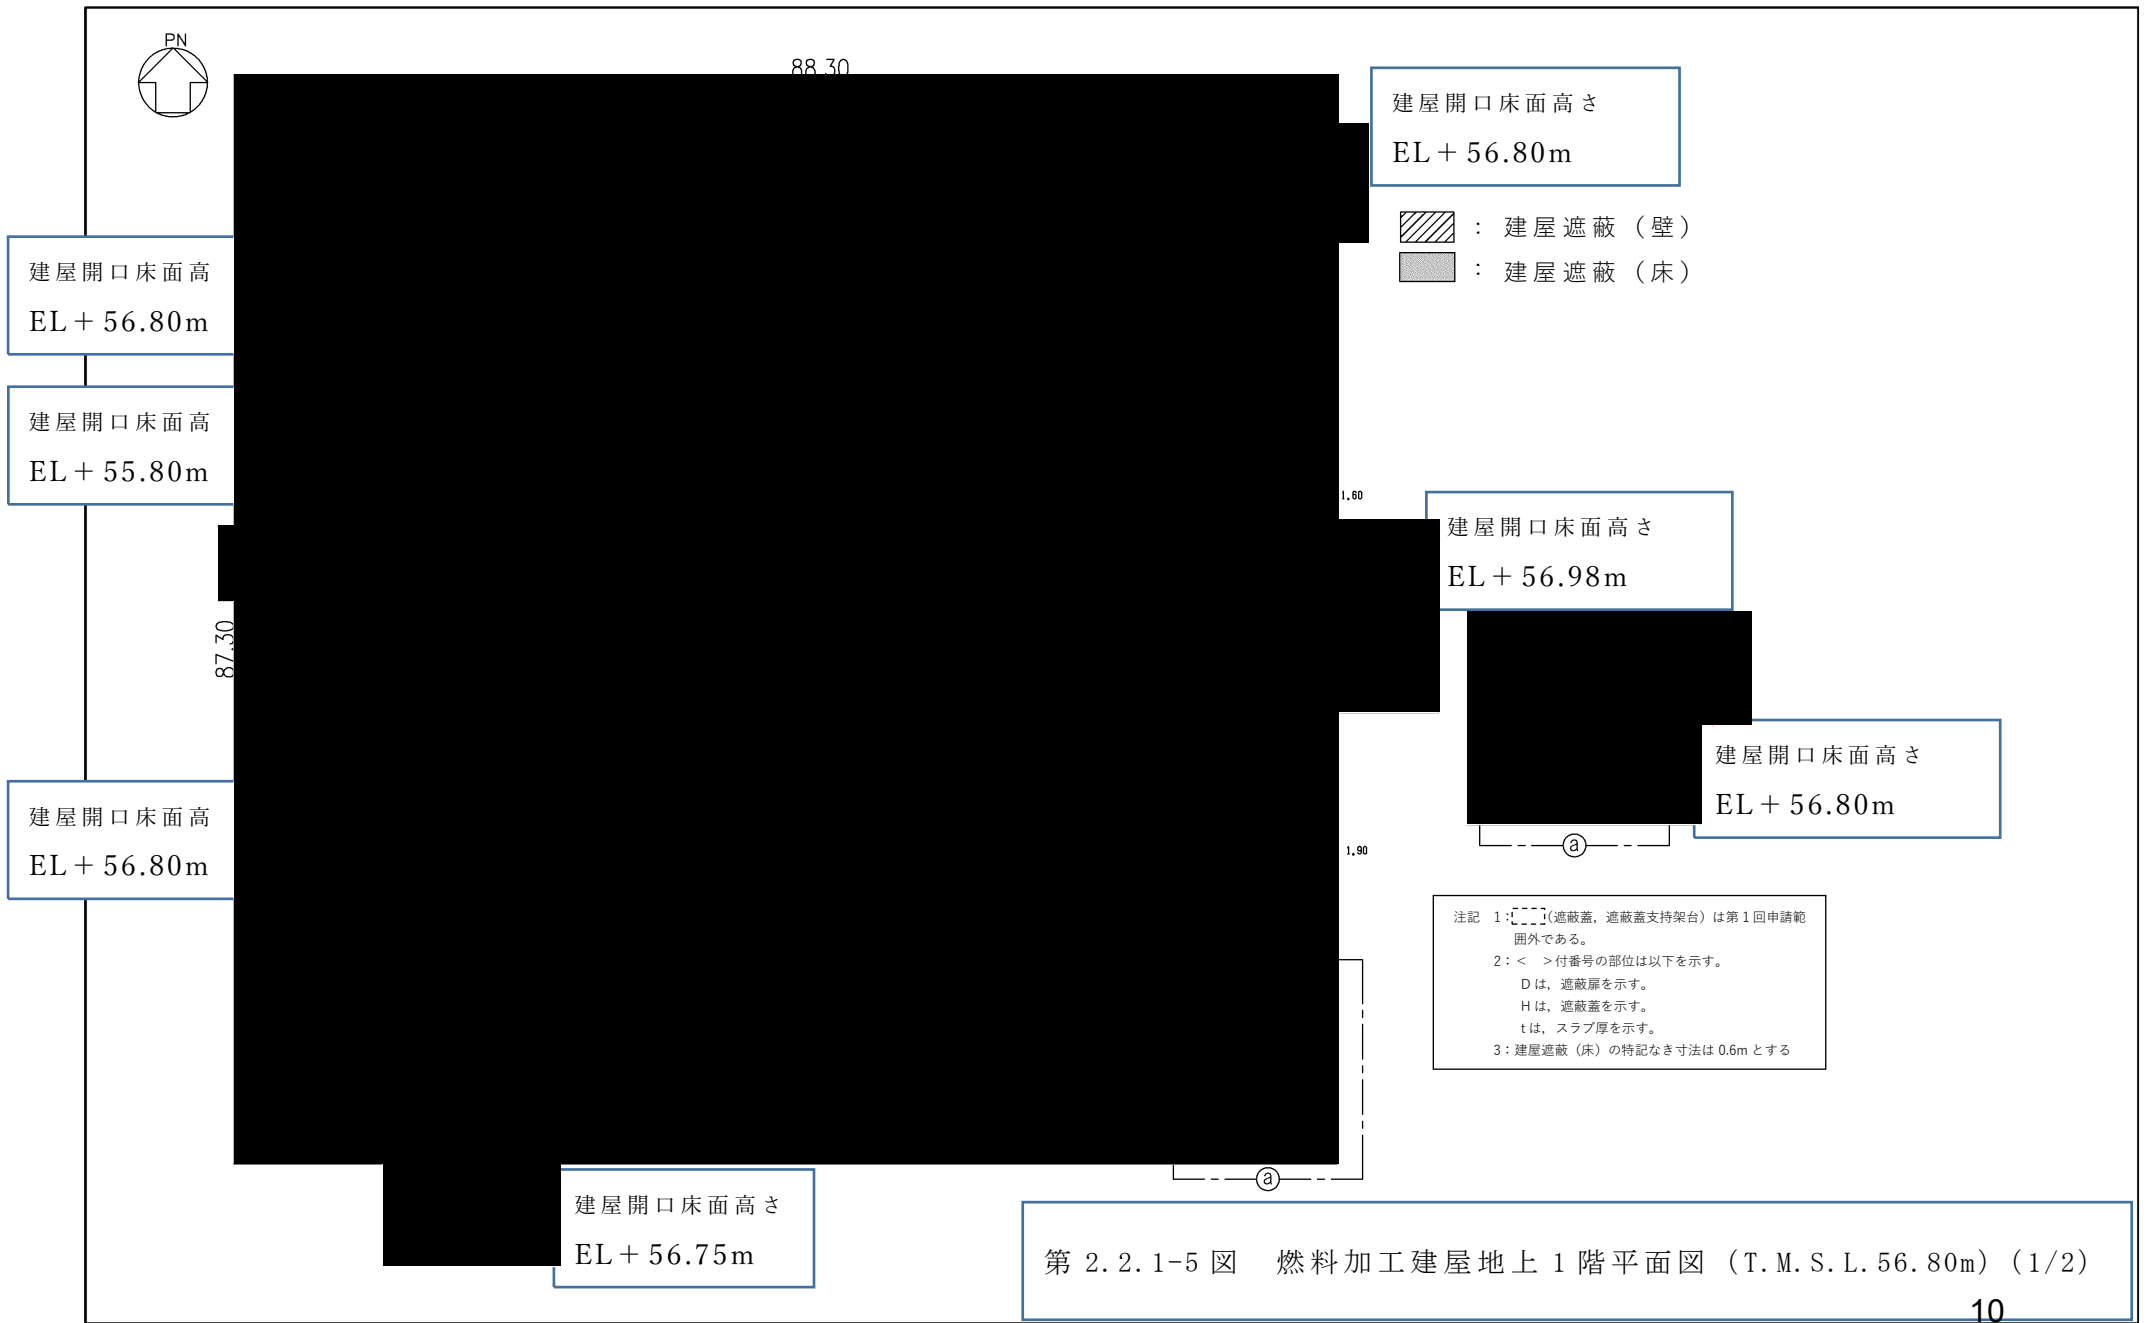 PN
88.30
建屋開口床面高さ
EL＋56.80m
：建屋遮蔽（壁）
：建屋遮蔽（床）
建屋開口床面高
EL＋56.80m
建屋開口床面高
EL＋55.80m
1.60
建屋開口床面高さ
EL＋56.98m
87.30
建屋開口床面高さ
EL＋56.80m
建屋開口床面高
EL＋56.80m
ⓐ
1.90
注記 1：（遮蔽蓋，遮蔽蓋支持架台）は第1回申請範
囲外である。
2：＜ ＞付番号の部位は以下を示す。
Dは，遮蔽扉を示す。
Hは，遮蔽蓋を示す。
tは，スラブ厚を示す。
3：建屋遮蔽（床）の特記なき寸法は0.6mとする
ⓐ
建屋開口床面高さ
EL＋56.75m
第 2.2.1-5 図 燃料加工建屋地上 1 階平面図（T.M.S.L.56.80m）(1/2)
10